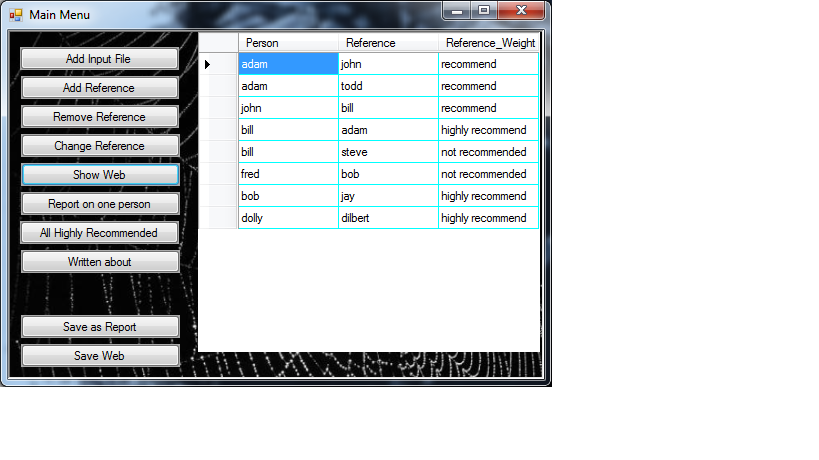 Main Menu
Add Input File
Add Reference
Remove Reference
Change Reference
Show Web
Report on one person
All Highly Recommended
Written about
Save as Report
Save Web
Person Reference Reference_Weight
adam john recommend
adam todd recommend
john bill recommend
bill adam highly recommend
bill steve not recommended
fred bob not recommended
bob jay highly recommend
dolly dilbert highly recommend